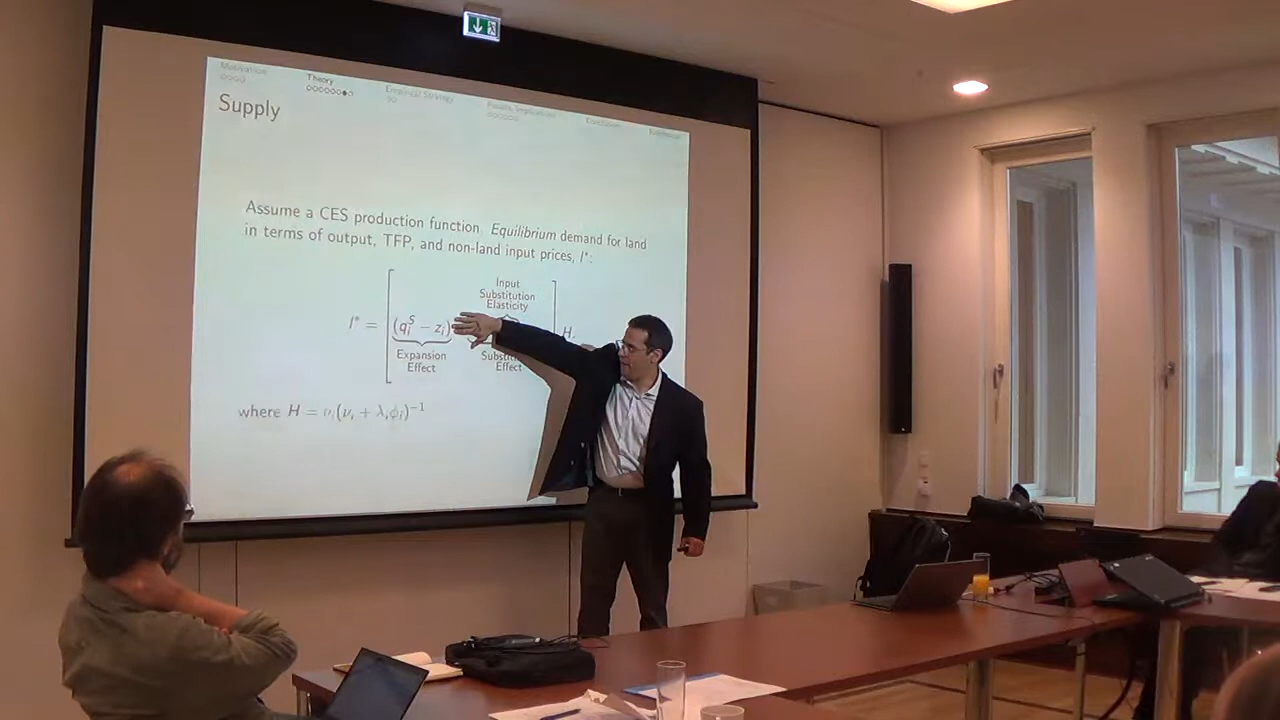 Motivation
Theory
Empirical Strategy
Results/Implications
Conclusion
Supply
Assume a CES production function. Equilibrium demand for land
in terms of output, TFP, and non-land input prices, l*:
Input
Substitution
Elasticity
l* = [(q_i^S − z_i) H
Expansion
Effect
Effect
where H = ν_i(ν_i + λ_iφ_i)^−1